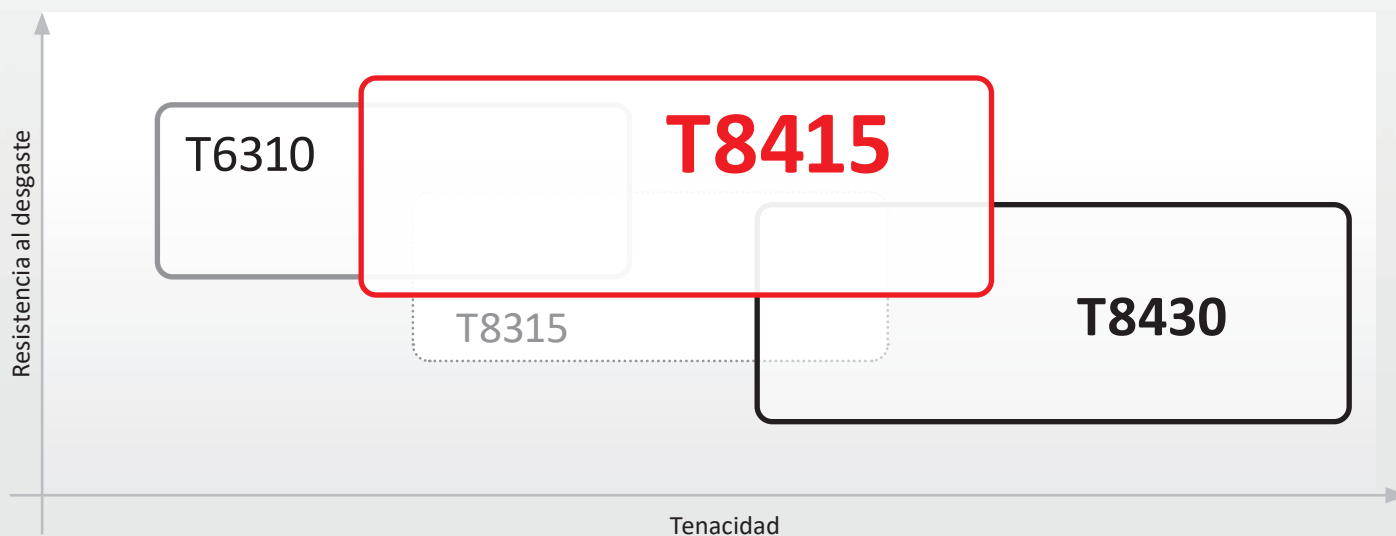 T6310
T8415
T8315
T8430
Resistencia al desgaste
Tenacidad